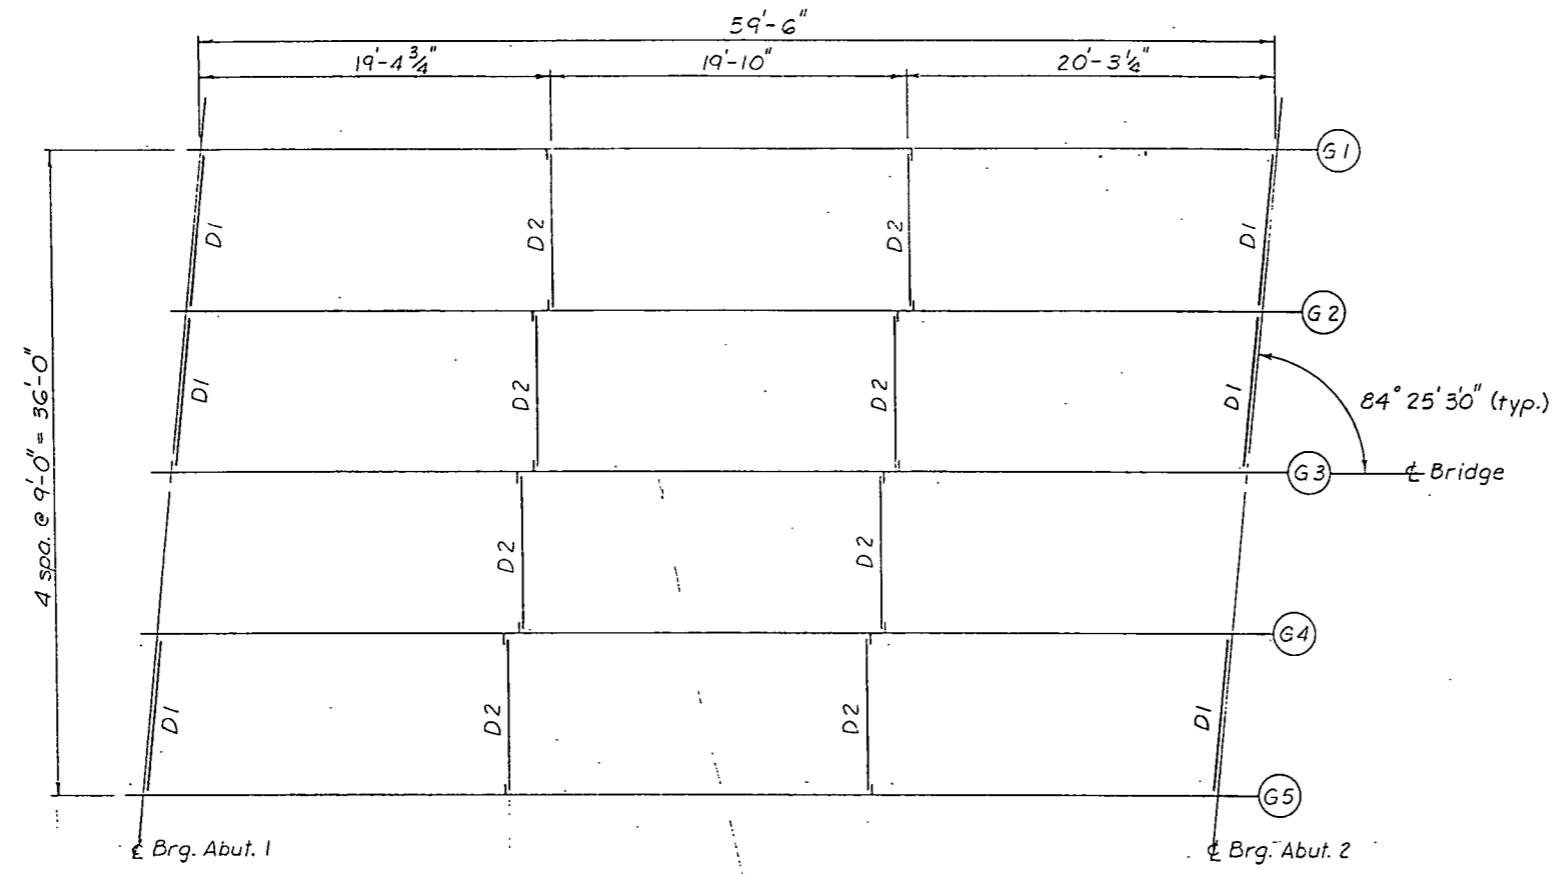 59'-6"
19'-4 3/4" 19'-10" 20'-3 1/4"
G1
D1 D2 D2 D1
G2
4 spa. @ 9'-0" = 36'-0"
D1 D2 D2 D1
84° 25' 30" (typ.)
G3 ℄ Bridge
D2 D2
G4
D1 D2 D2 D1
G5
℄ Brg. Abut. 1 ℄ Brg. Abut. 2